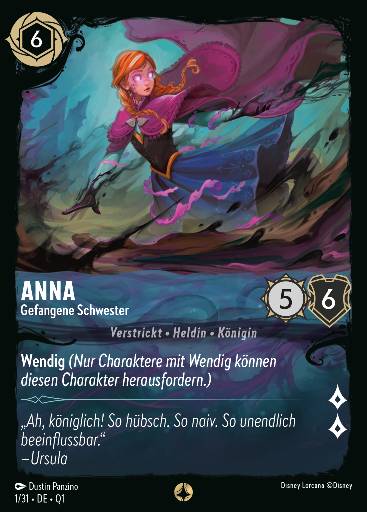 6
ANNA
Gefangene Schwester
5
6
Verstrickt • Heldin • Königin
Wendig (Nur Charaktere mit Wendig können
diesen Charakter herausfordern.)
„Ah, königlich! So hübsch. So naiv. So unendlich
beeinflussbar.“
–Ursula
Dustin Panzino
Disney Lorcana ©Disney
1/31 • DE • Q1